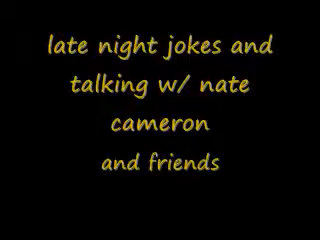 late night jokes and
talking w/ nate
cameron
and friends